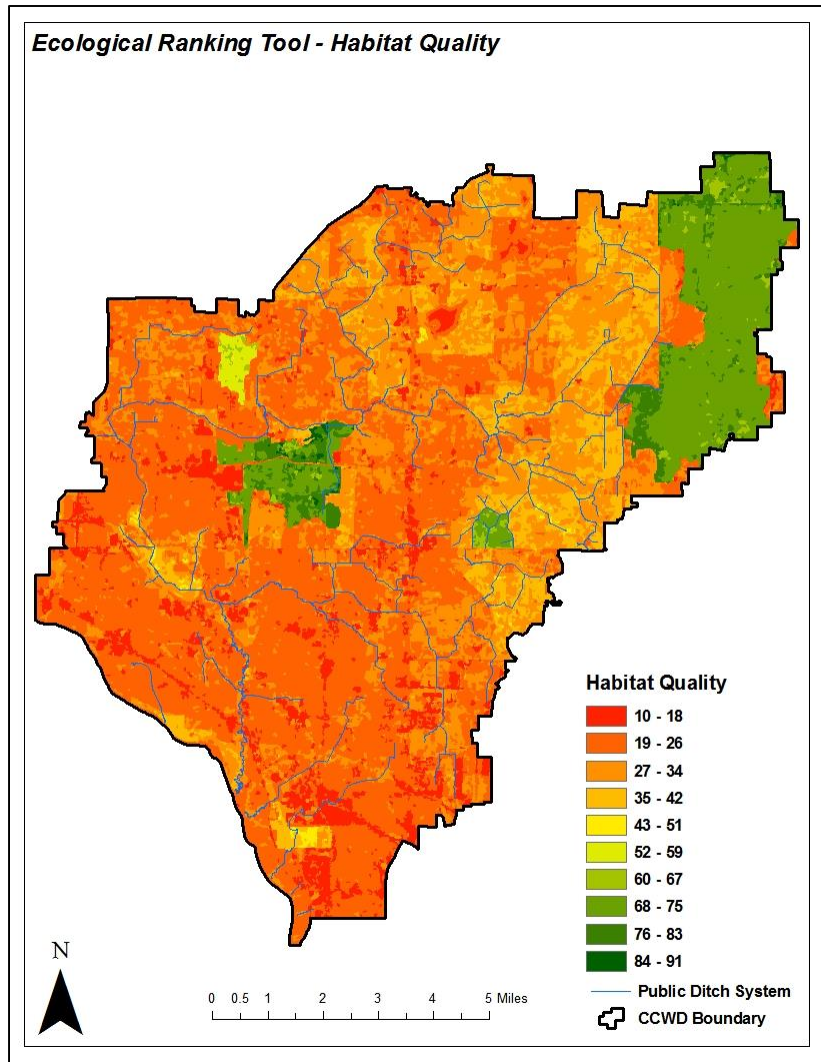 Ecological Ranking Tool - Habitat Quality
Habitat Quality
10 - 18
19 - 26
27 - 34
35 - 42
43 - 51
52 - 59
60 - 67
68 - 75
76 - 83
84 - 91
Public Ditch System
CCWD Boundary
N
0 0.5 1 2 3 4 5 Miles